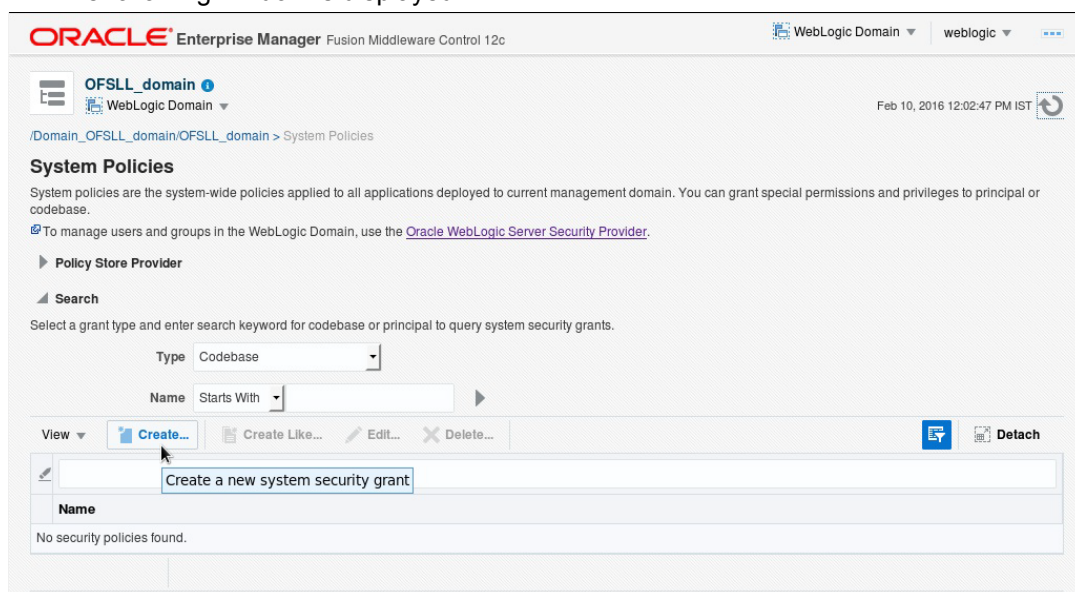 ORACLE Enterprise Manager Fusion Middleware Control 12c
WebLogic Domain
weblogic
OFSLL_domain
WebLogic Domain
Feb 10, 2016 12:02:47 PM IST
/Domain_OFSLL_domain/OFSLL_domain > System Policies
System Policies
System policies are the system-wide policies applied to all applications deployed to current management domain. You can grant special permissions and privileges to principal or
codebase.
To manage users and groups in the WebLogic Domain, use the Oracle WebLogic Server Security Provider.
Policy Store Provider
Search
Select a grant type and enter search keyword for codebase or principal to query system security grants.
Type Codebase
Name Starts With
View Create... Create Like... Edit... Delete... Detach
Create a new system security grant
Name
No security policies found.